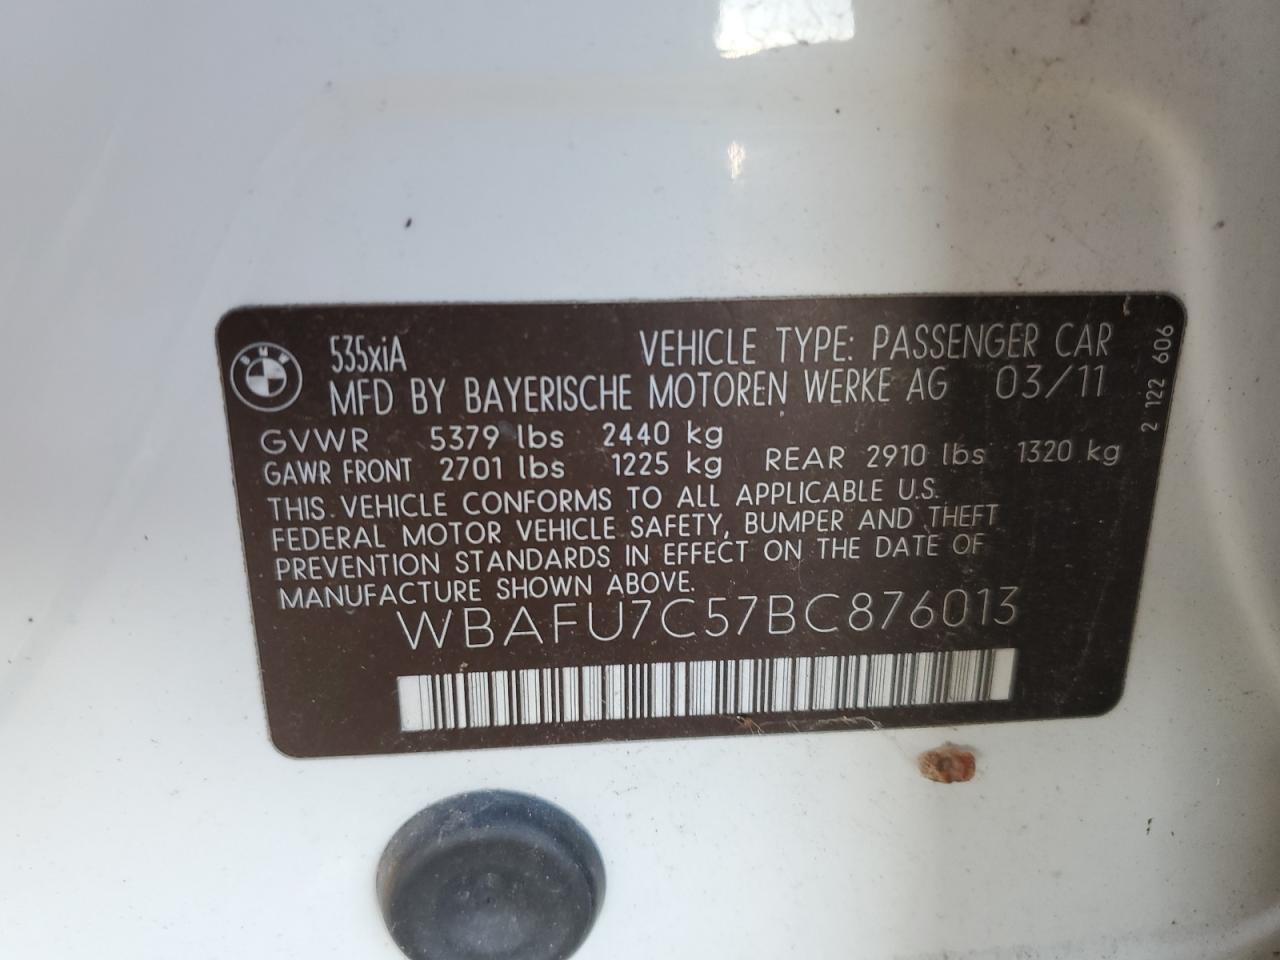 BMW
535xiA VEHICLE TYPE: PASSENGER CAR
MFD BY BAYERISCHE MOTOREN WERKE AG 03/11
GVWR 5379 lbs 2440 kg
GAWR FRONT 2701 lbs 1225 kg REAR 2910 lbs 1320 kg
THIS VEHICLE CONFORMS TO ALL APPLICABLE U.S.
FEDERAL MOTOR VEHICLE SAFETY, BUMPER AND THEFT
PREVENTION STANDARDS IN EFFECT ON THE DATE OF
MANUFACTURE SHOWN ABOVE.
WBAFU7C57BC876013
2 122 606